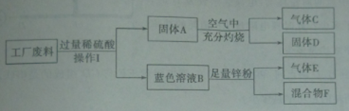 工厂废料
过量稀硫酸
操作I
固体A
空气中
充分灼烧
气体C
固体D
蓝色溶液B
足量锌粉
气体E
混合物F